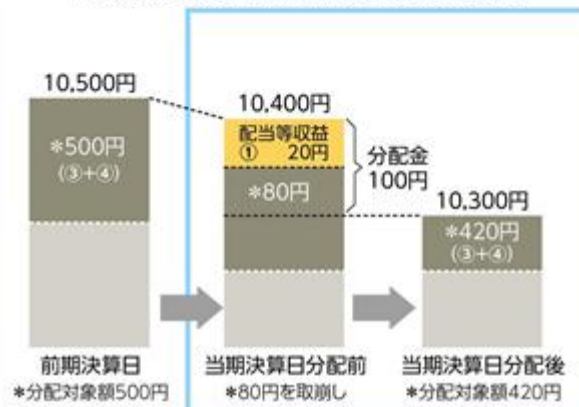 10,500円
*500円
(③+④)
前期決算日
*分配対象額500円
10,400円
配当等収益
① 20円
*80円
分配金
100円
当期決算日分配前
*80円を取崩し
10,300円
*420円
(③+④)
当期決算日分配後
*分配対象額420円